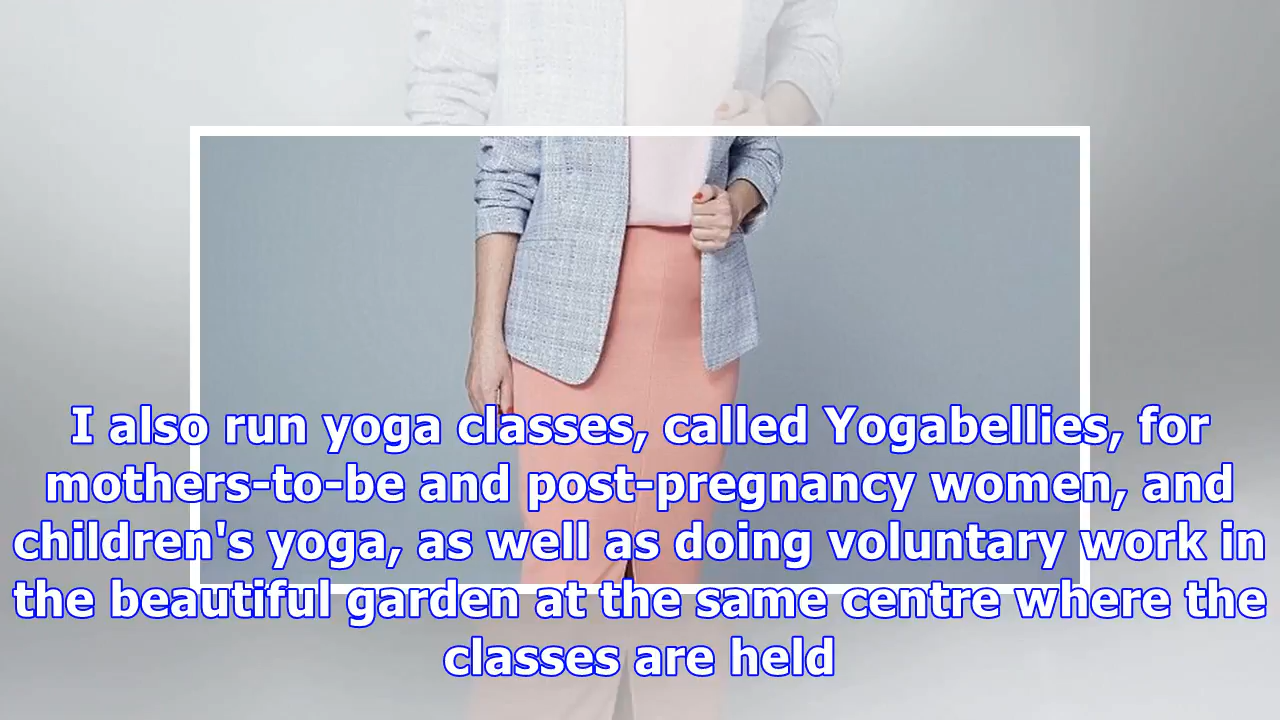 I also run yoga classes, called Yogabellies, for
mothers-to-be and post-pregnancy women, and
children's yoga, as well as doing voluntary work in
the beautiful garden at the same centre where the
classes are held